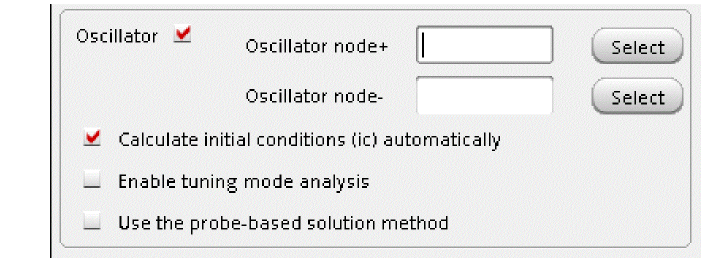 Oscillator Oscillator node+ Select
Oscillator node- Select
Calculate initial conditions (ic) automatically
Enable tuning mode analysis
Use the probe-based solution method